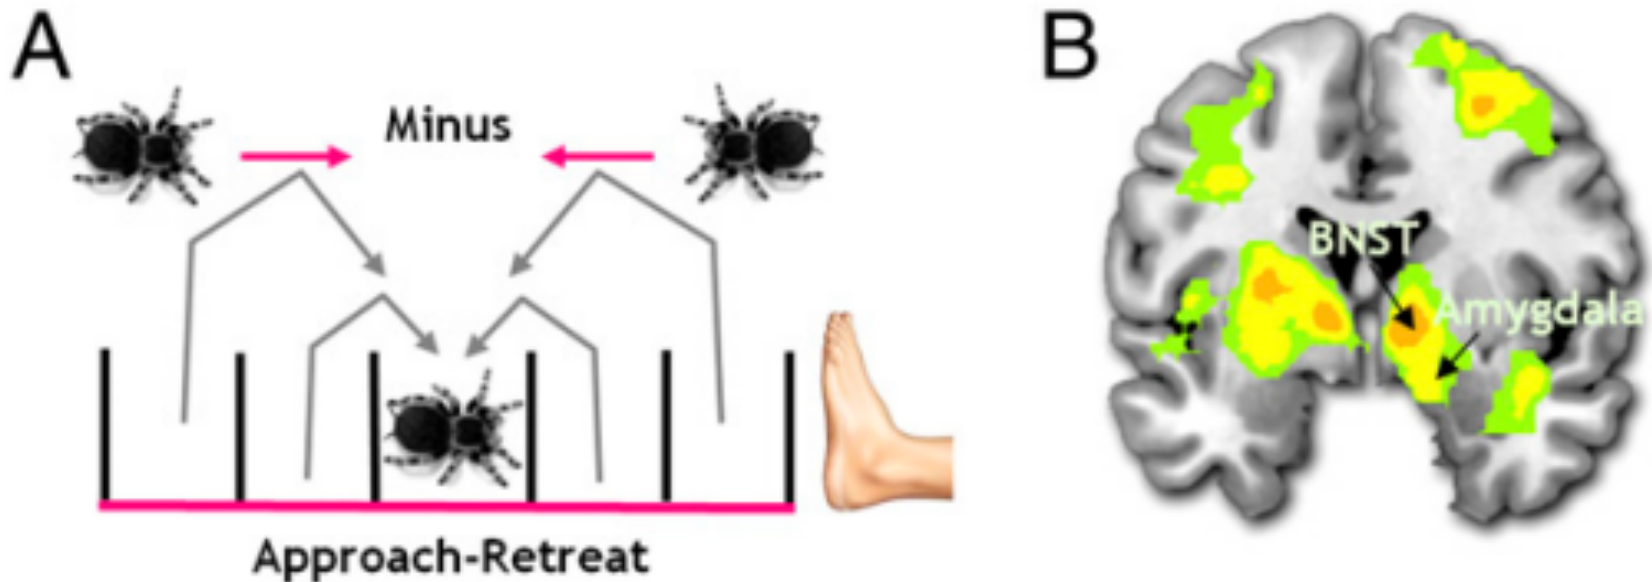 A
Minus
Approach-Retreat
B
BNST
Amygdala